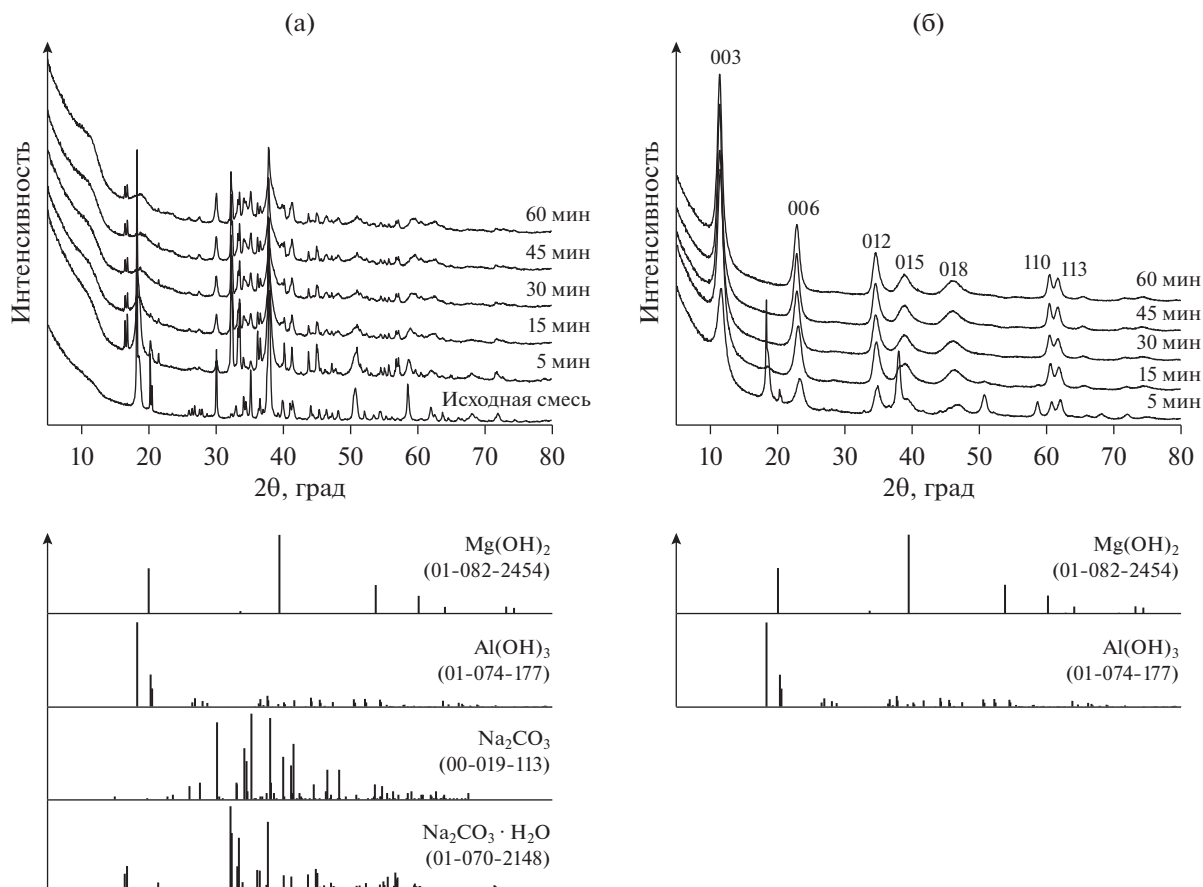 (а)
Интенсивность
60 мин
45 мин
30 мин
15 мин
5 мин
Исходная смесь
10 20 30 40 50 60 70 80
2θ, град
Mg(OH)₂
(01-082-2454)
Al(OH)₃
(01-074-177)
Na₂CO₃
(00-019-113)
Na₂CO₃ · H₂O
(01-070-2148)
(б)
Интенсивность
003
006
012
015
018
110
113
60 мин
45 мин
30 мин
15 мин
5 мин
10 20 30 40 50 60 70 80
2θ, град
Mg(OH)₂
(01-082-2454)
Al(OH)₃
(01-074-177)